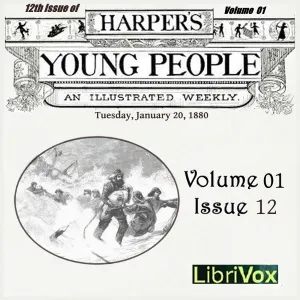 12th Issue of Volume 01
HARPER'S
YOUNG PEOPLE
AN ILLUSTRATED WEEKLY.
Tuesday, January 20, 1880
Volume 01
Issue 12
LibriVox